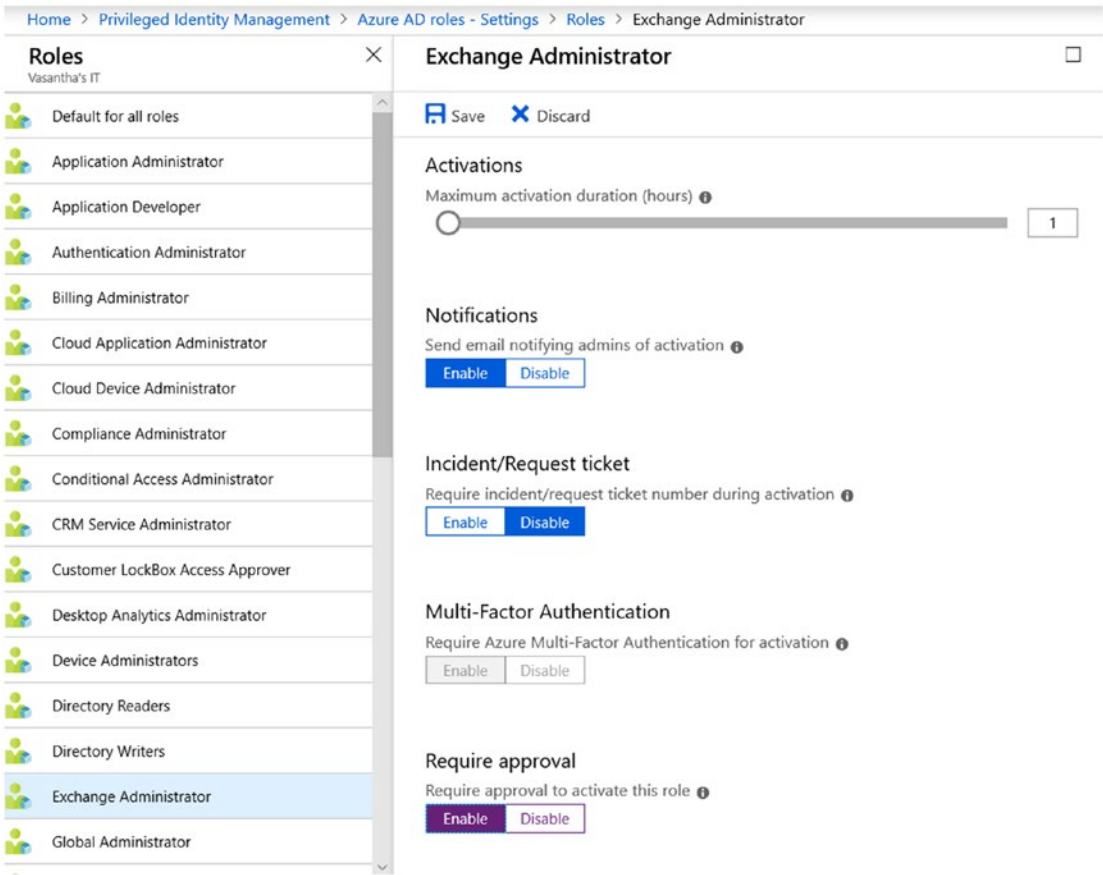 Home > Privileged Identity Management > Azure AD roles - Settings > Roles > Exchange Administrator
Roles
Vasantha's IT
Default for all roles
Application Administrator
Application Developer
Authentication Administrator
Billing Administrator
Cloud Application Administrator
Cloud Device Administrator
Compliance Administrator
Conditional Access Administrator
CRM Service Administrator
Customer LockBox Access Approver
Desktop Analytics Administrator
Device Administrators
Directory Readers
Directory Writers
Exchange Administrator
Global Administrator
Exchange Administrator
Save Discard
Activations
Maximum activation duration (hours)
1
Notifications
Send email notifying admins of activation
Enable Disable
Incident/Request ticket
Require incident/request ticket number during activation
Enable Disable
Multi-Factor Authentication
Require Azure Multi-Factor Authentication for activation
Enable Disable
Require approval
Require approval to activate this role
Enable Disable